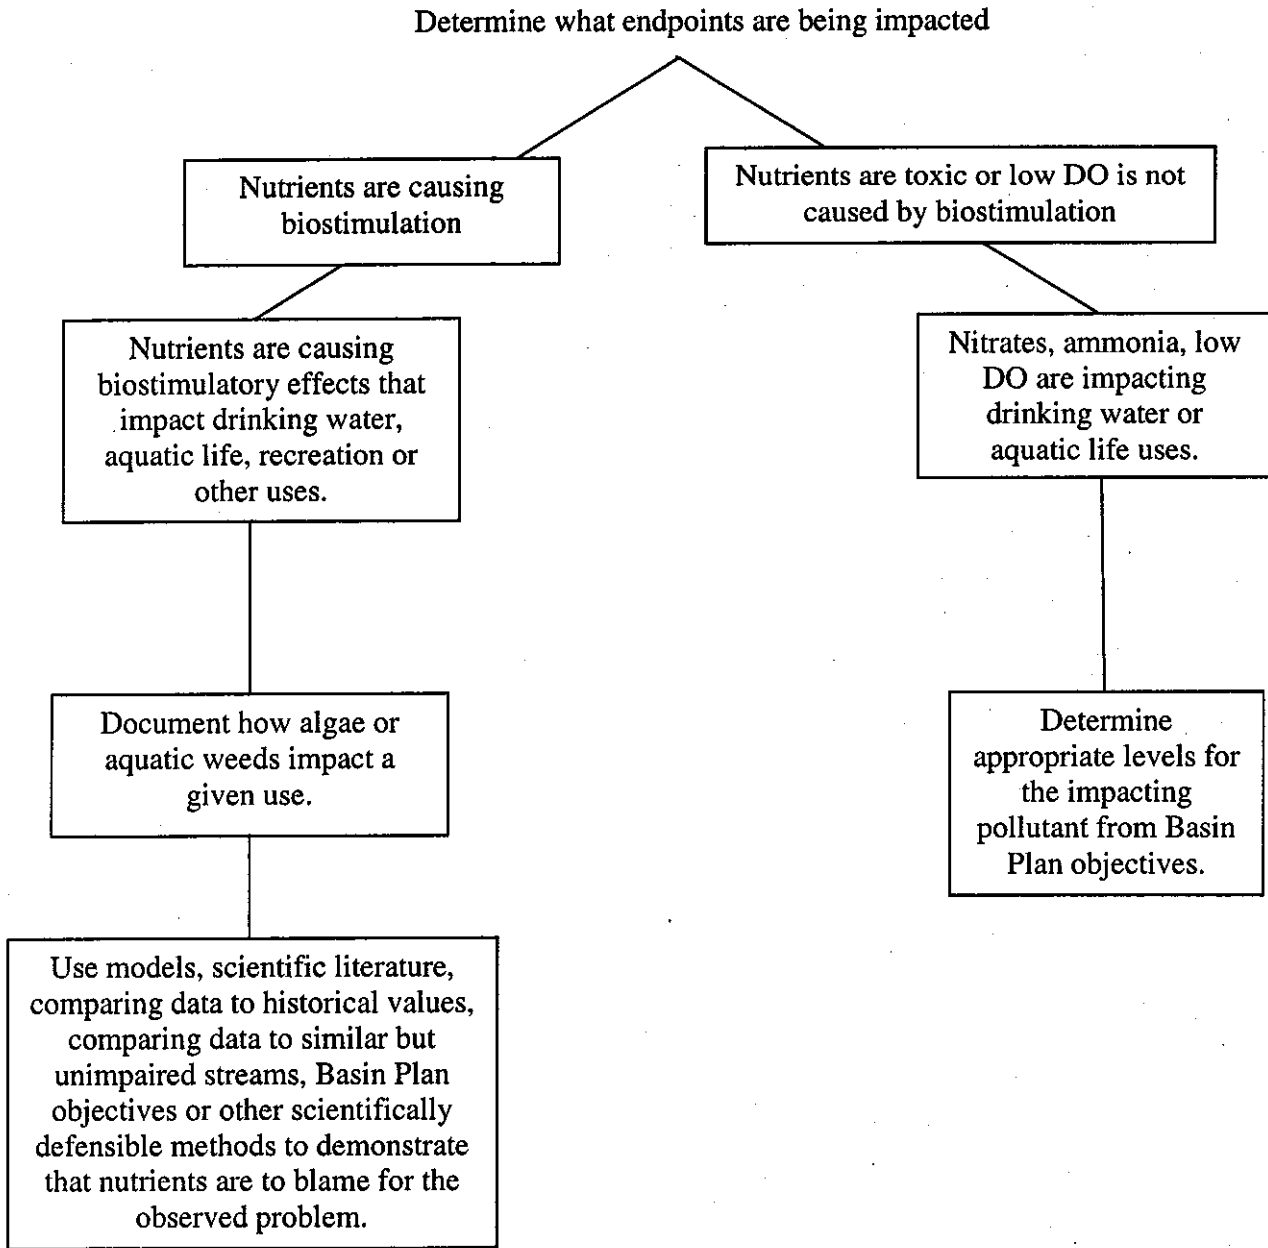 Determine what endpoints are being impacted
Nutrients are causing
biostimulation
Nutrients are toxic or low DO is not
caused by biostimulation
Nutrients are causing
biostimulatory effects that
impact drinking water,
aquatic life, recreation or
other uses.
Nitrates, ammonia, low
DO are impacting
drinking water or
aquatic life uses.
Document how algae or
aquatic weeds impact a
given use.
Determine
appropriate levels for
the impacting
pollutant from Basin
Plan objectives.
Use models, scientific literature,
comparing data to historical values,
comparing data to similar but
unimpaired streams, Basin Plan
objectives or other scientifically
defensible methods to demonstrate
that nutrients are to blame for the
observed problem.